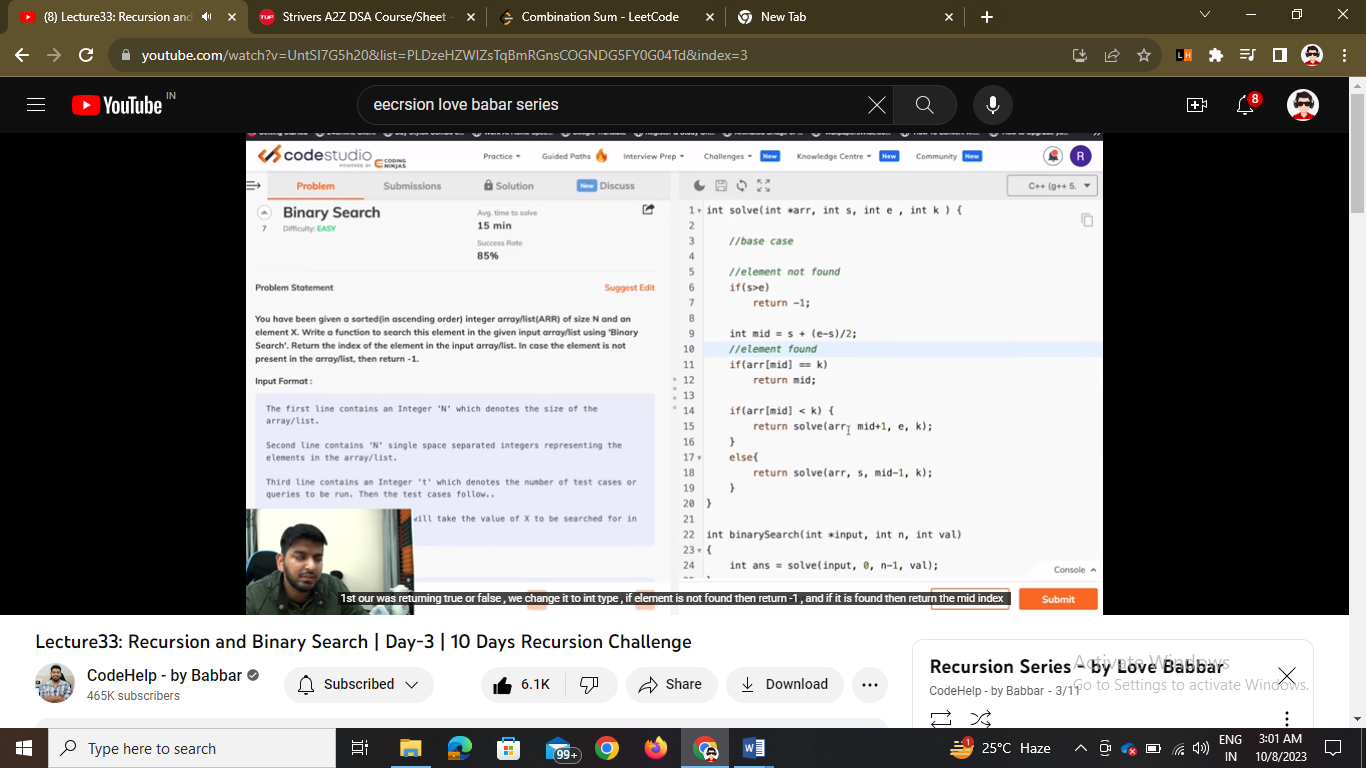 (8) Lecture33: Recursion and
Strivers A2Z DSA Course/Sheet -
Combination Sum - LeetCode
New Tab
youtube.com/watch?v=UntSI7G5h20&list=PLDzeHZWIZsTqBmRGnsCOGNDG5FY0G04Td&index=3
YouTube IN
eecrsion love babar series
8
codestudio
POWERED BY CODING NINJAS
Practice
Guided Paths
Interview Prep
Challenges New
Knowledge Centre New
Community New
R
Problem
Submissions
Solution
New Discuss
C++ (g++ 5.
Binary Search
7
Difficulty: EASY
Avg. time to solve
15 min
Success Rate
85%
Problem Statement
Suggest Edit
You have been given a sorted(in ascending order) integer array/list(ARR) of size N and an
element X. Write a function to search this element in the given input array/list using 'Binary
Search'. Return the index of the element in the input array/list. In case the element is not
present in the array/list, then return -1.
Input Format :
The first line contains an Integer 'N' which denotes the size of the
array/list.
Second line contains 'N' single space separated integers representing the
elements in the array/list.
Third line contains an Integer 't' which denotes the number of test cases or
queries to be run. Then the test cases follow..
will take the value of X to be searched for in
1 int solve(int *arr, int s, int e , int k ) {
2
3 //base case
4
5 //element not found
6 if(s>e)
7 return -1;
8
9 int mid = s + (e-s)/2;
10 //element found
11 if(arr[mid] == k)
12 return mid;
13
14 if(arr[mid] < k) {
15 return solve(arr, mid+1, e, k);
16 }
17 else{
18 return solve(arr, s, mid-1, k);
19 }
20 }
21
22 int binarySearch(int *input, int n, int val)
23 {
24 int ans = solve(input, 0, n-1, val);
Console
Submit
1st our was returning true or false , we change it to int type , if element is not found then return -1 , and if it is found then return the mid index
Lecture33: Recursion and Binary Search | Day-3 | 10 Days Recursion Challenge
CodeHelp - by Babbar
465K subscribers
Subscribed
6.1K
Share
Download
Recursion Series - by Love Babbar
CodeHelp - by Babbar - 3/11
Activate Windows
Go to Settings to activate Windows.
Type here to search
99+
1
25°C Haze
ENG
IN
3:01 AM
10/8/2023